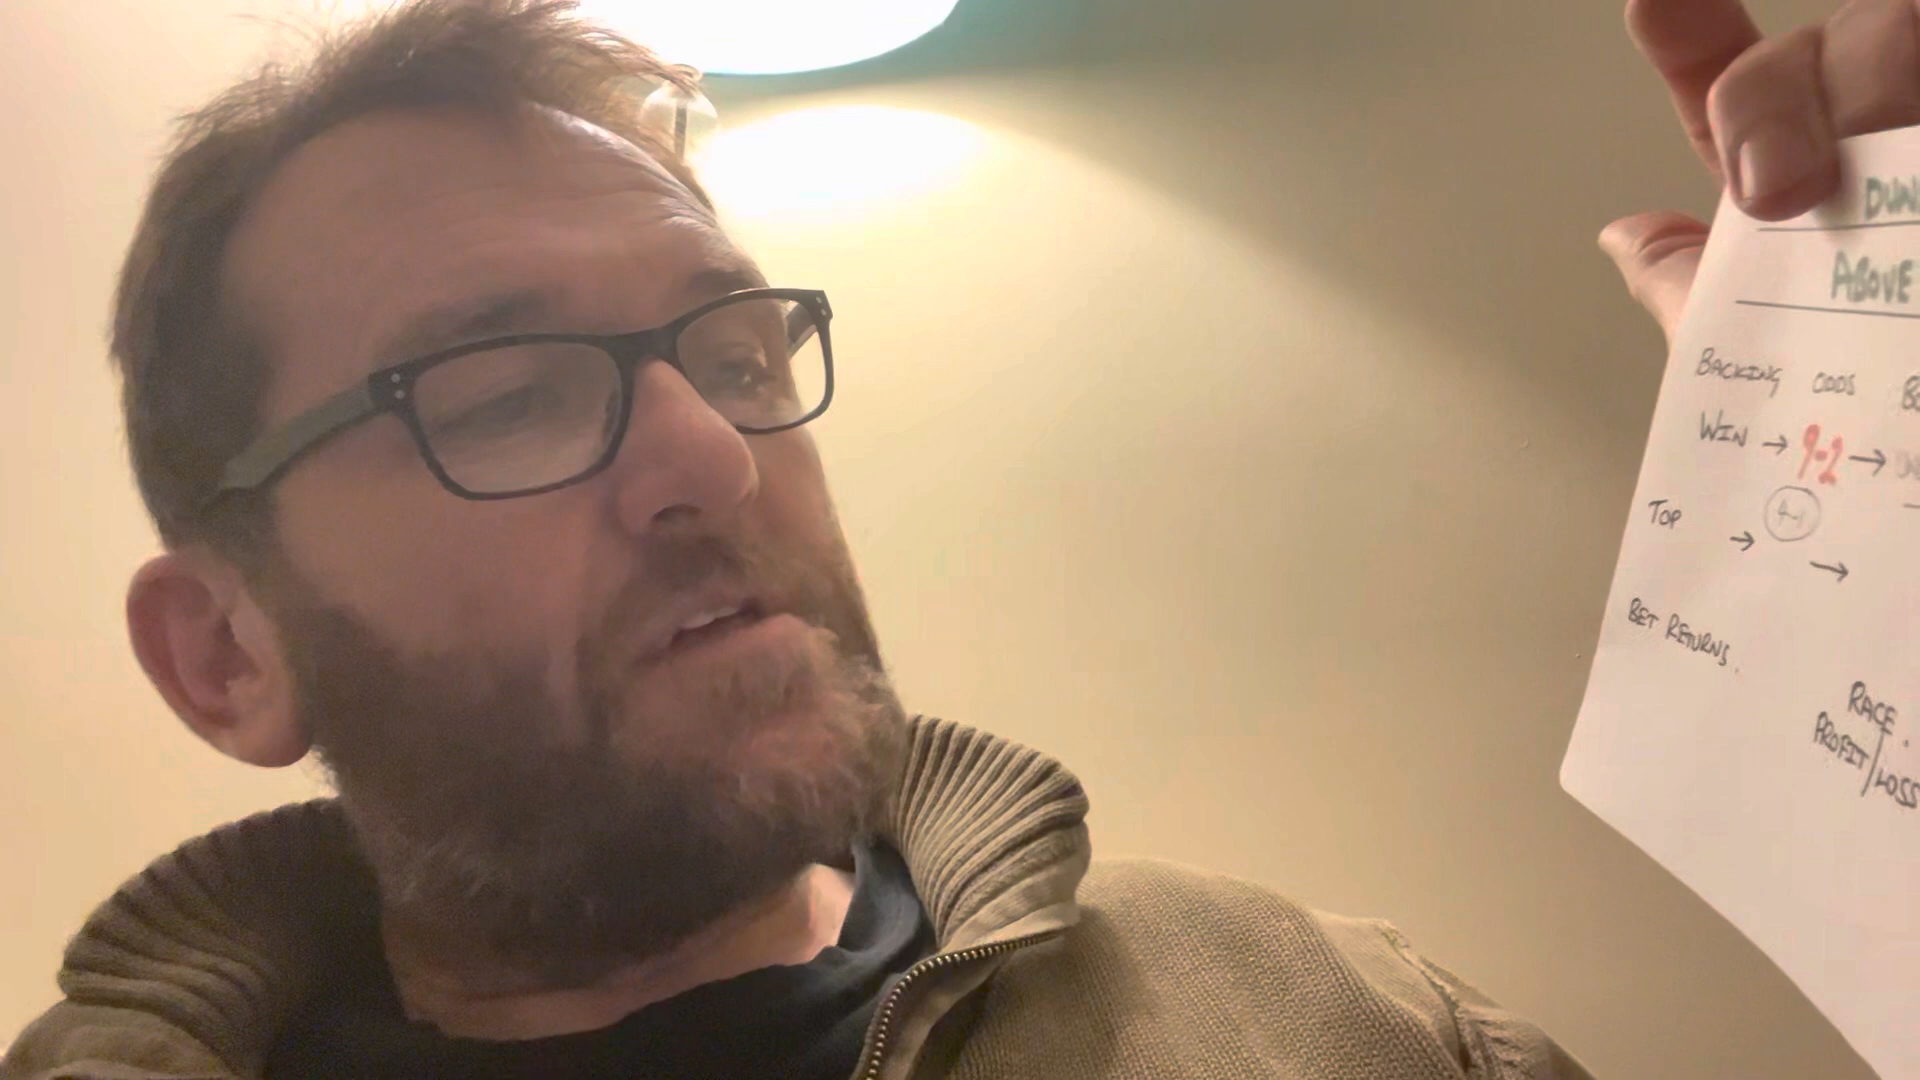 ABOVE
BACKING ODDS
WIN → 9-2 →
TOP → 4-1 →
BET RETURNS.
RACE.
PROFIT/LOSS